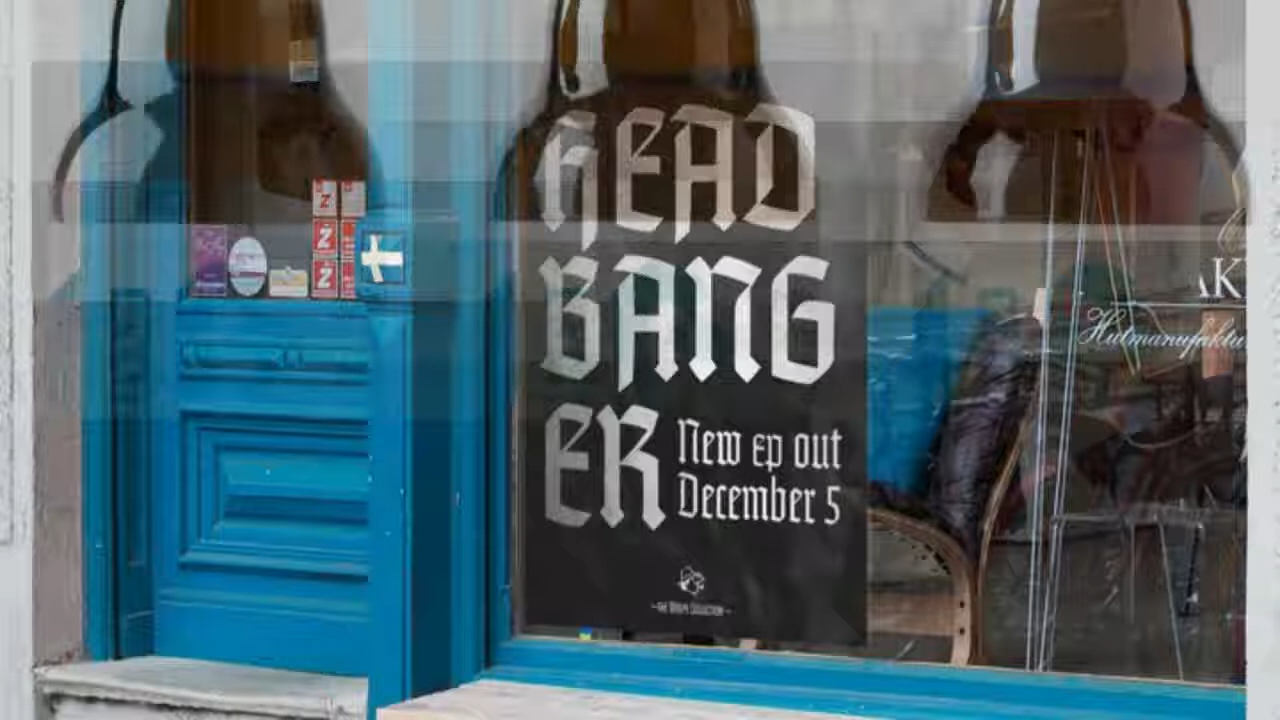 HEAD
BANG
ER
New ep out
December 5
AK
Hutmanufaktu
Z
Z
Z